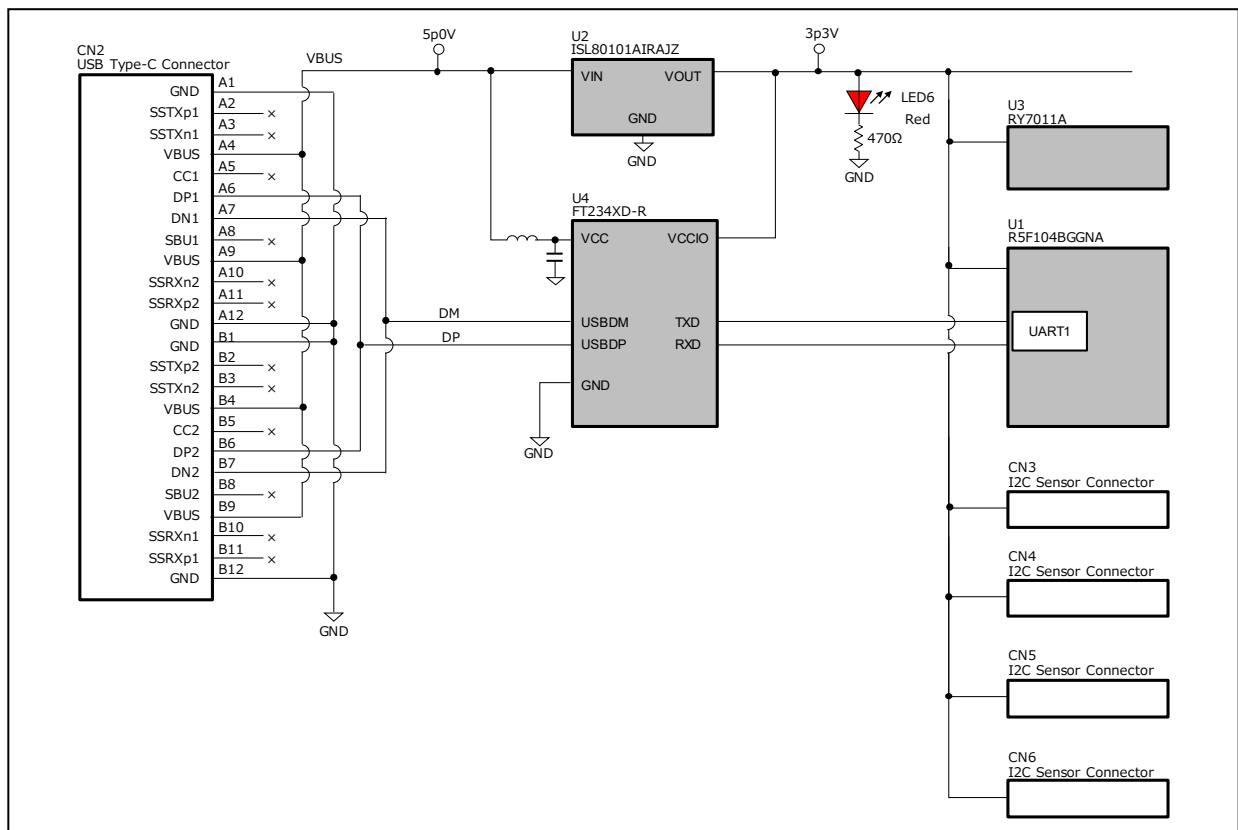 CN2
USB Type-C Connector
GND A1
SSTXp1 A2 ×
SSTXn1 A3 ×
VBUS A4
CC1 A5 ×
DP1 A6
DN1 A7
SBU1 A8 ×
VBUS A9
SSRXn2 A10 ×
SSRXp2 A11 ×
GND A12
GND B1
SSTXp2 B2 ×
SSTXn2 B3 ×
VBUS B4
CC2 B5 ×
DP2 B6
DN2 B7
SBU2 B8 ×
VBUS B9
SSRXn1 B10 ×
SSRXp1 B11 ×
GND B12
GND
VBUS
5p0V
U2
ISL80101AIRAJZ
VIN VOUT
GND
GND
3p3V
LED6
Red
470Ω
GND
U4
FT234XD-R
VCC VCCIO
DM
DP
USBDM TXD
USBDP RXD
GND
GND
U3
RY7011A
U1
R5F104BGGNA
UART1
CN3
I2C Sensor Connector
CN4
I2C Sensor Connector
CN5
I2C Sensor Connector
CN6
I2C Sensor Connector